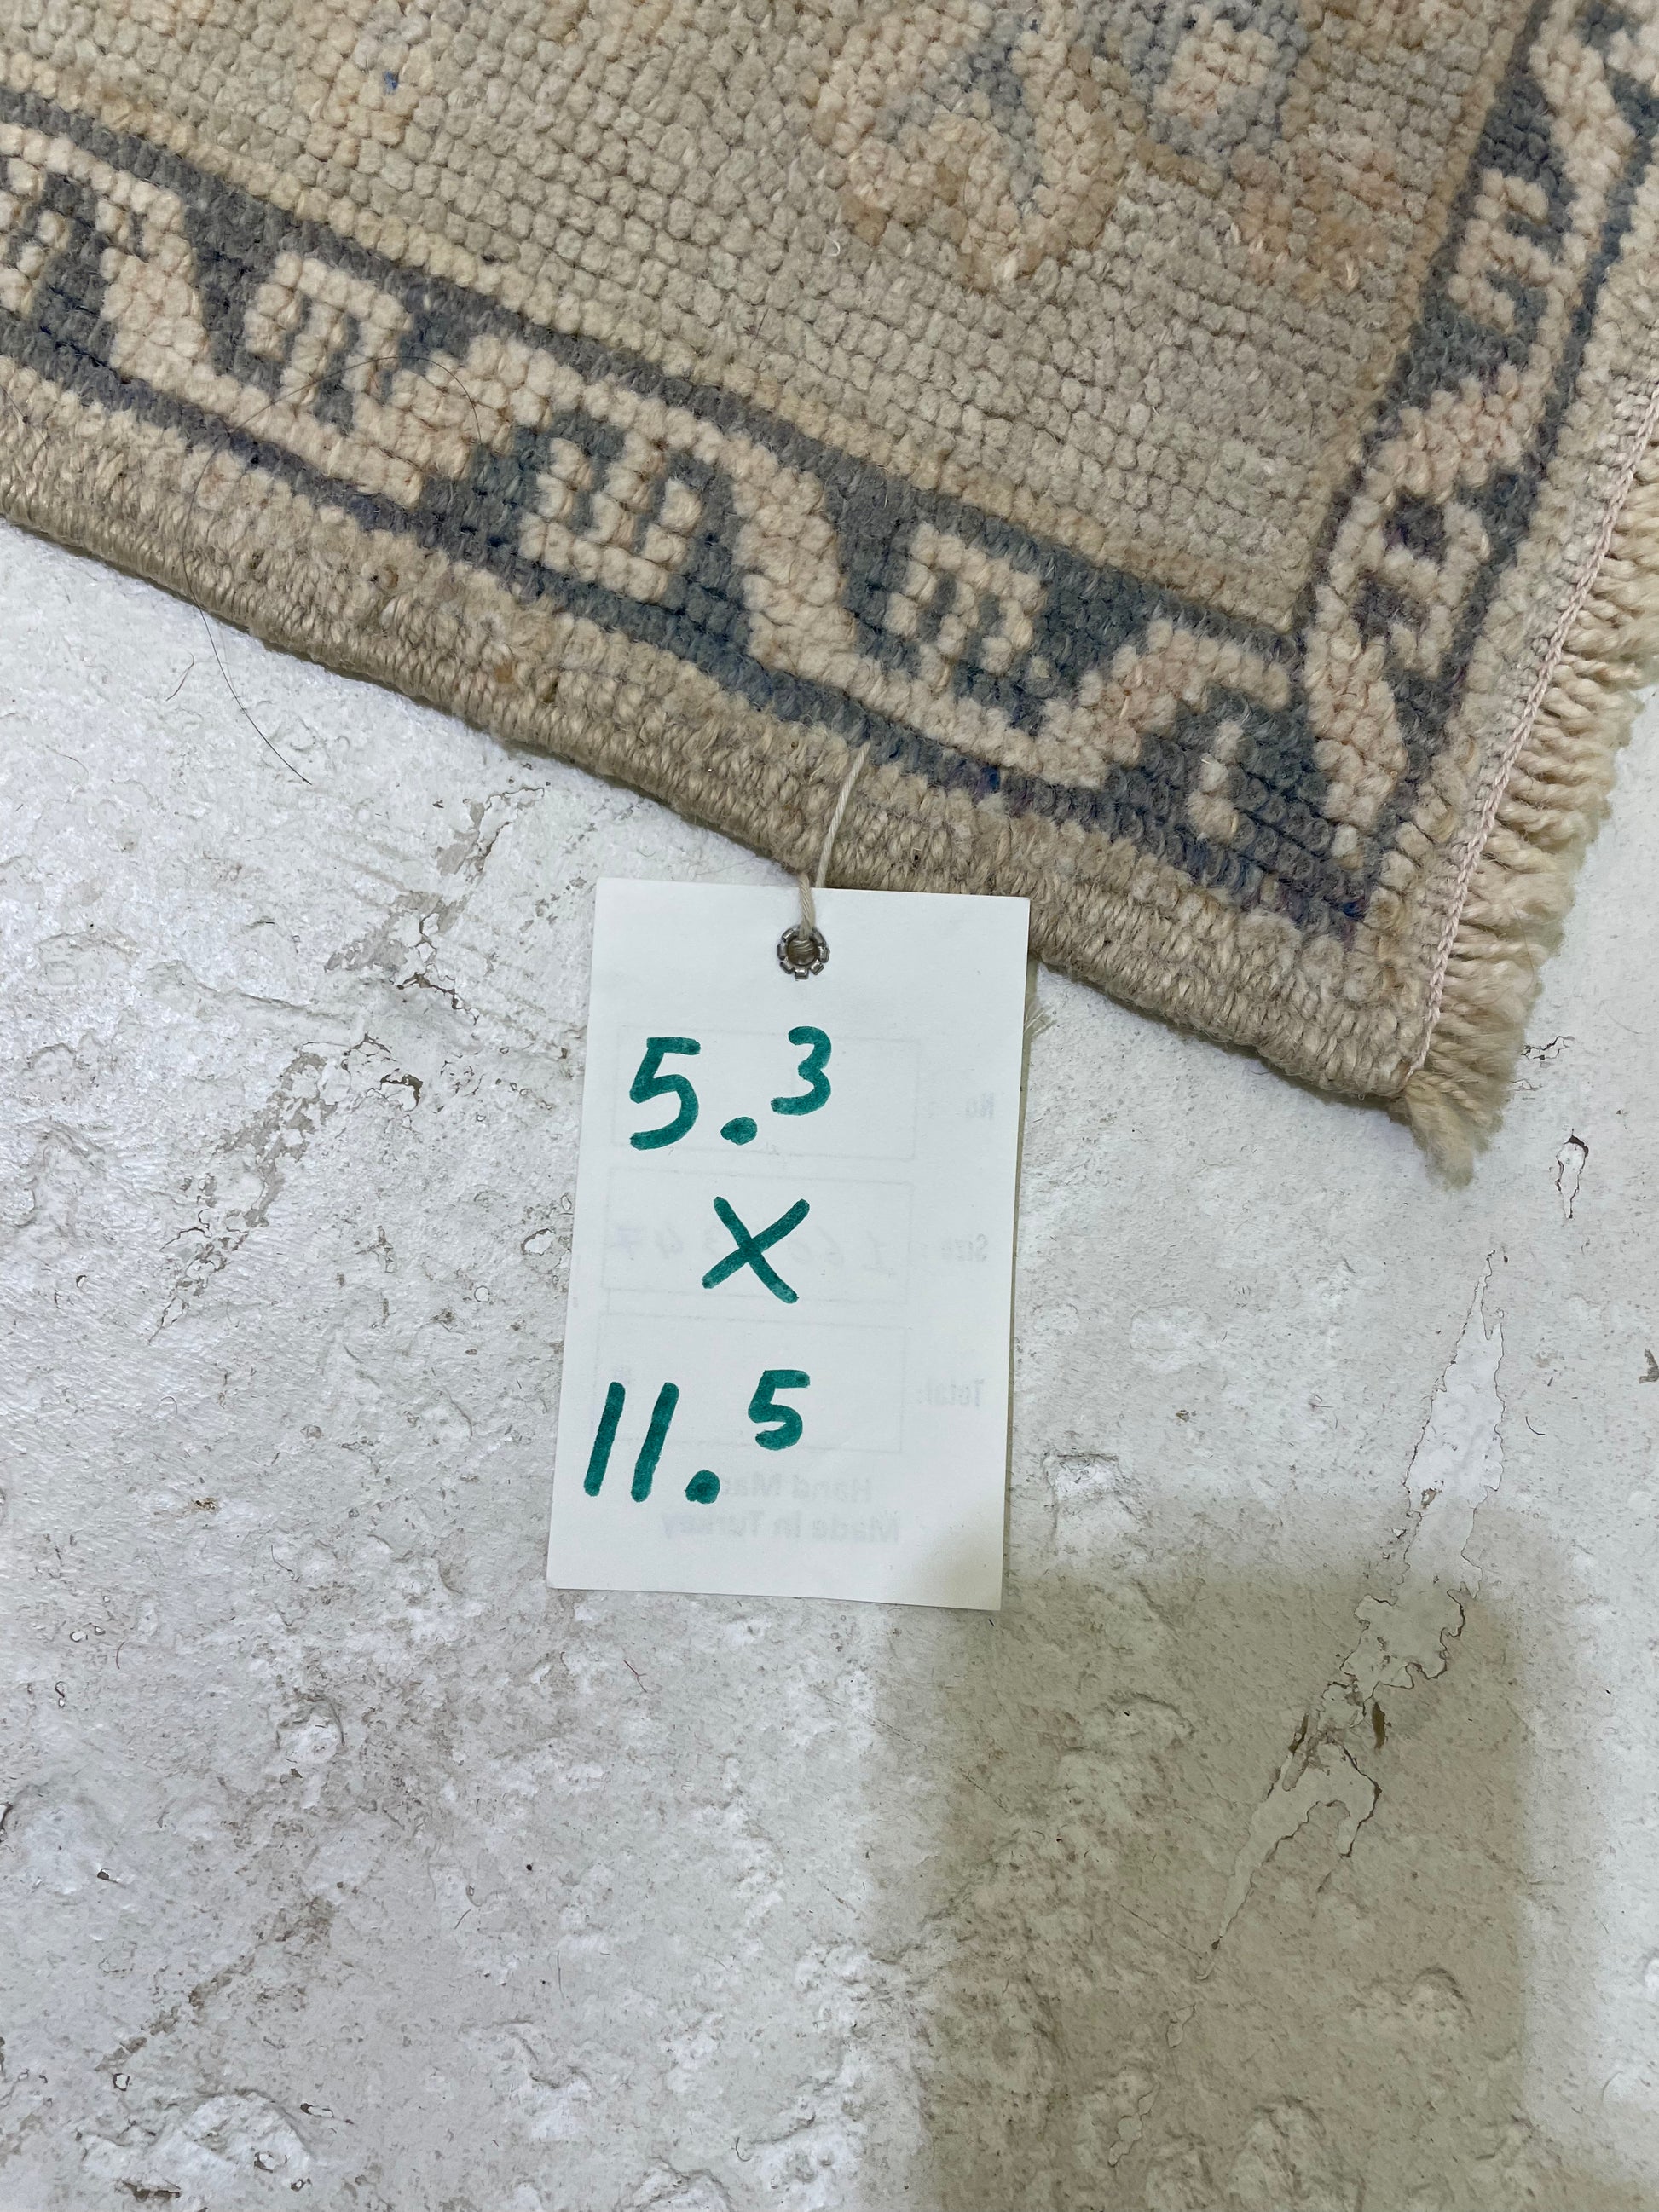 5.3
X
11.5
No
Size
Total:
Hand Made
Made In Turkey